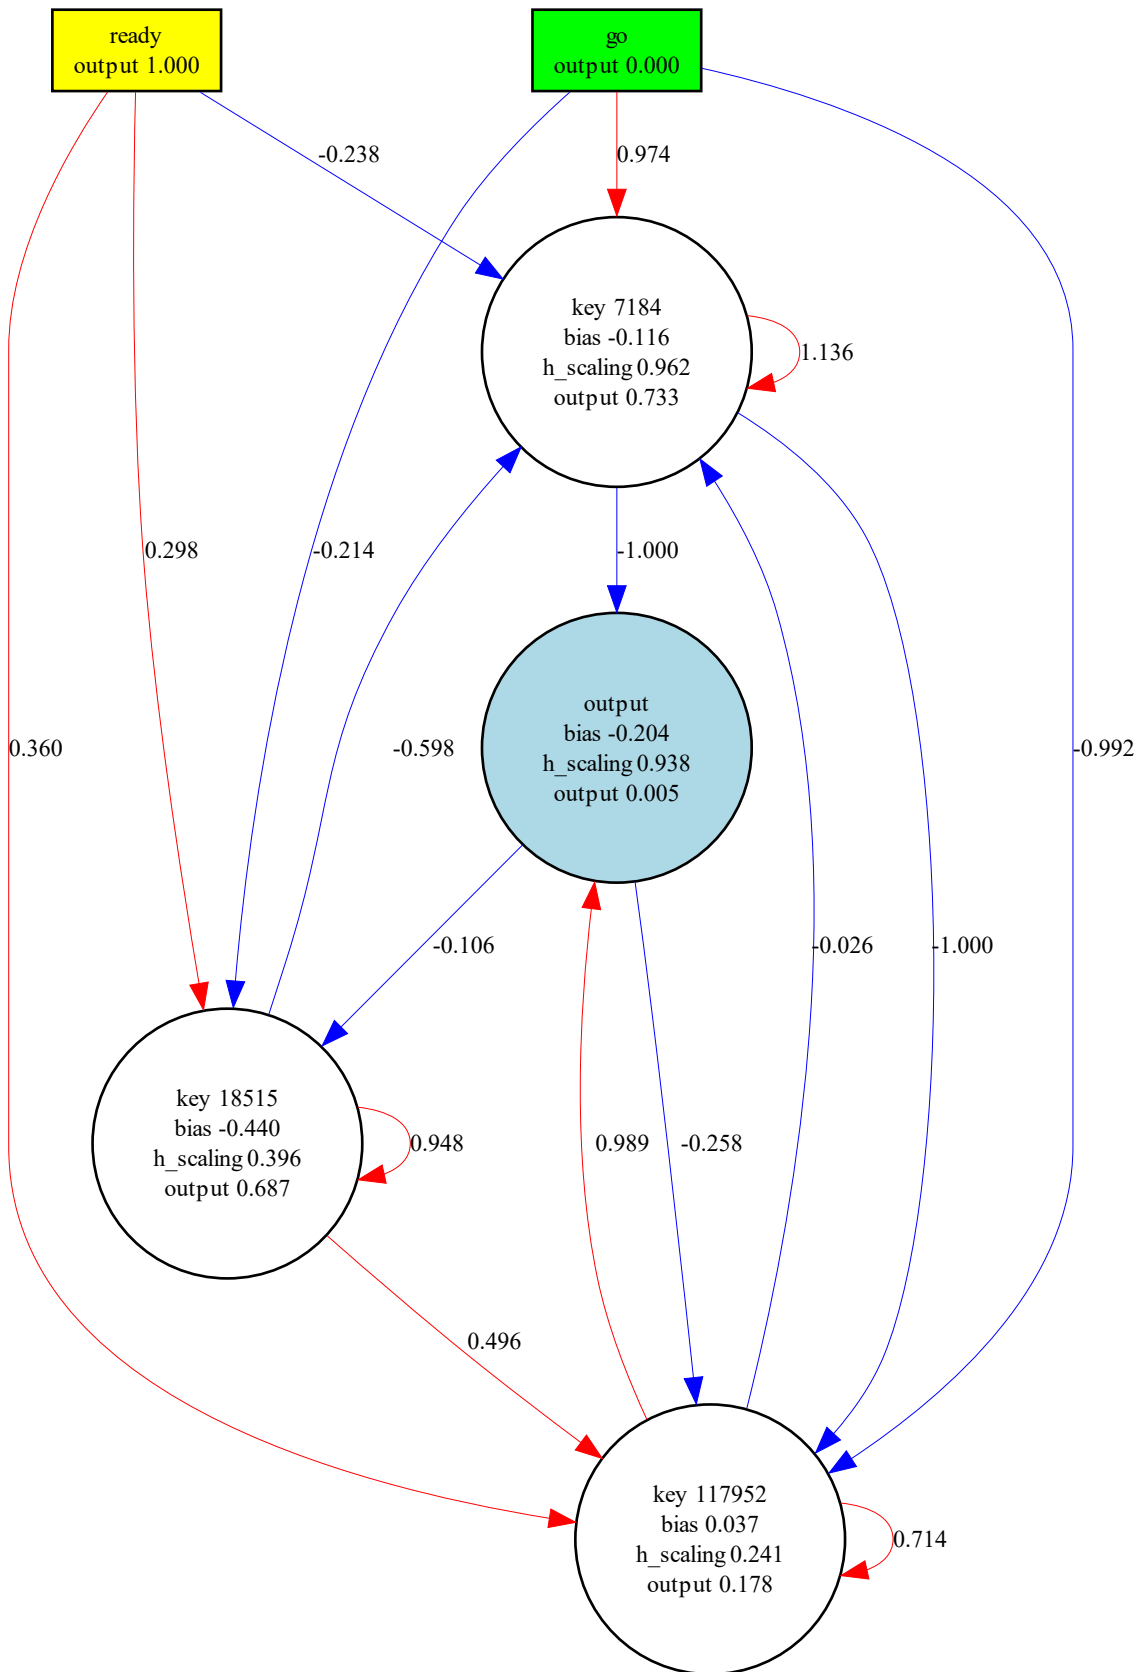 ready
output 1.000
go
output 0.000
-0.238
0.974
key 7184
bias -0.116
h_scaling 0.962
output 0.733
1.136
0.298
-0.214
-1.000
0.360
-0.598
output
bias -0.204
h_scaling 0.938
output 0.005
-0.992
-0.106
-0.026
-1.000
key 18515
bias -0.440
h_scaling 0.396
output 0.687
0.948
0.989
-0.258
0.496
key 117952
bias 0.037
h_scaling 0.241
output 0.178
0.714